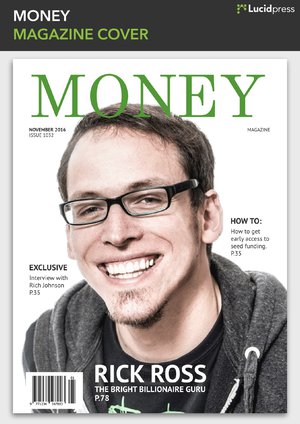 MONEY
MAGAZINE COVER
Lucidpress
MONEY
NOVEMBER 2016
ISSUE 1032
MAGAZINE
HOW TO:
How to get
early access to
seed funding.
P.35
EXCLUSIVE
Interview with
Rich Johnson
P.35
RICK ROSS
THE BRIGHT BILLIONAIRE GURU
P.78